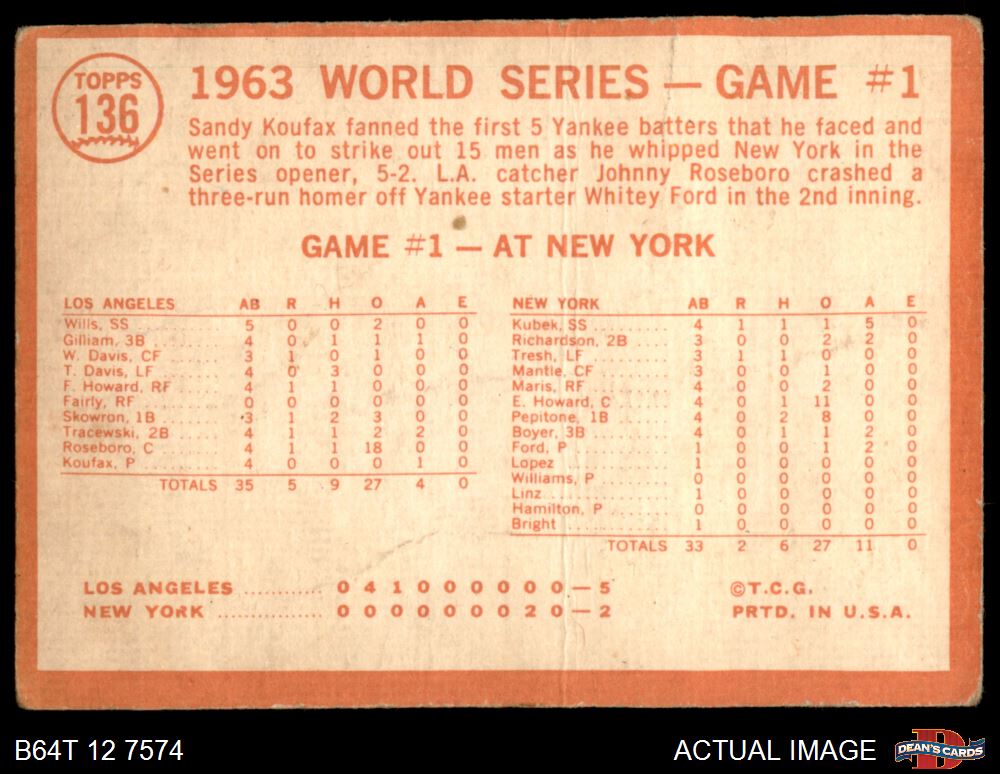 TOPPS
136
1963 WORLD SERIES — GAME #1
Sandy Koufax fanned the first 5 Yankee batters that he faced and
went on to strike out 15 men as he whipped New York in the
Series opener, 5-2. L.A. catcher Johnny Roseboro crashed a
three-run homer off Yankee starter Whitey Ford in the 2nd inning.
GAME #1 — AT NEW YORK
LOS ANGELES AB R H O A E
Wills, SS 5 0 0 2 0 0
Gilliam, 3B 4 0 1 1 1 0
W. Davis, CF 3 1 0 1 0 0
T. Davis, LF 4 0 3 0 0 0
F. Howard, RF 4 1 1 0 0 0
Fairly, RF 0 0 0 0 0 0
Skowron, 1B 3 1 2 3 0 0
Tracewski, 2B 4 1 1 2 2 0
Roseboro, C 4 1 1 18 0 0
Koufax, P 4 0 0 0 1 0
TOTALS 35 5 9 27 4 0
NEW YORK AB R H O A E
Kubek, SS 4 1 1 1 5 0
Richardson, 2B 3 0 0 2 2 0
Tresh, LF 3 1 1 0 0 0
Mantle, CF 3 0 0 1 0 0
Maris, RF 4 0 0 2 0 0
E. Howard, C 4 0 1 11 0 0
Pepitone, 1B 4 0 2 8 0 0
Boyer, 3B 4 0 1 1 2 0
Ford, P 1 0 0 1 2 0
Lopez 1 0 0 0 0 0
Williams, P 0 0 0 0 0 0
Linz 1 0 0 0 0 0
Hamilton, P 0 0 0 0 0 0
Bright 1 0 0 0 0 0
TOTALS 33 2 6 27 11 0
LOS ANGELES ............ 0 4 1 0 0 0 0 0 0 — 5
NEW YORK ................ 0 0 0 0 0 0 0 2 0 — 2
©T.C.G.
PRTD. IN U.S.A.
B64T 12 7574
ACTUAL IMAGE
DEAN'S CARDS